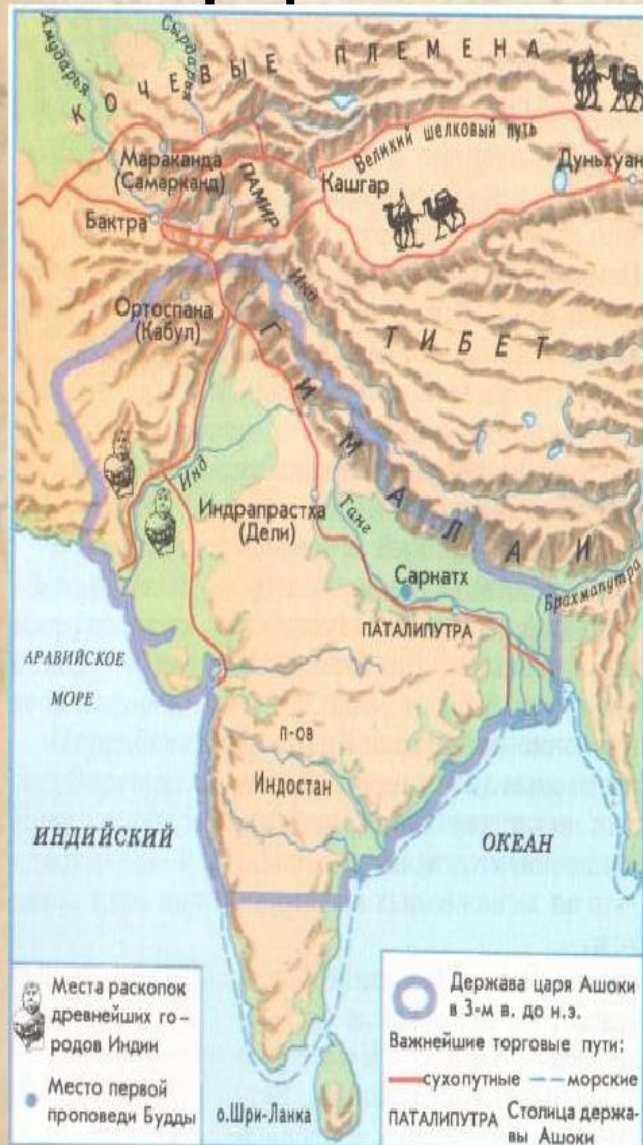 Амударья
Сырдарья
КОЧЕВЫЕ ПЛЕМЕНА
Мараканда
(Самарканд)
ПАМИР
Кашгар
Великий шелковый путь
Дуньхуан
Бактра
Ортоспана
(Кабул)
Инд
ТИБЕТ
ГИМАЛАИ
Инд
Индрапрастха
(Дели)
Ганг
Сарнатх
Брахмапутра
ПАТАЛИПУТРА
АРАВИЙСКОЕ
МОРЕ
п-ов
Индостан
ИНДИЙСКИЙ
ОКЕАН
Места раскопок
древнейших го-
родов Индии
Место первой
проповеди Будды
о.Шри-Ланка
Держава царя Ашоки
в 3-м в. до н.э.
Важнейшие торговые пути:
сухопутные
морские
ПАТАЛИПУТРА Столица держа-
вы Ашоки